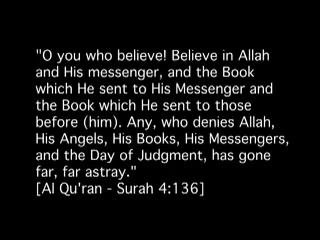 "O you who believe! Believe in Allah
and His messenger, and the Book
which He sent to His Messenger and
the Book which He sent to those
before (him). Any, who denies Allah,
His Angels, His Books, His Messengers,
and the Day of Judgment, has gone
far, far astray."
[Al Qu'ran - Surah 4:136]